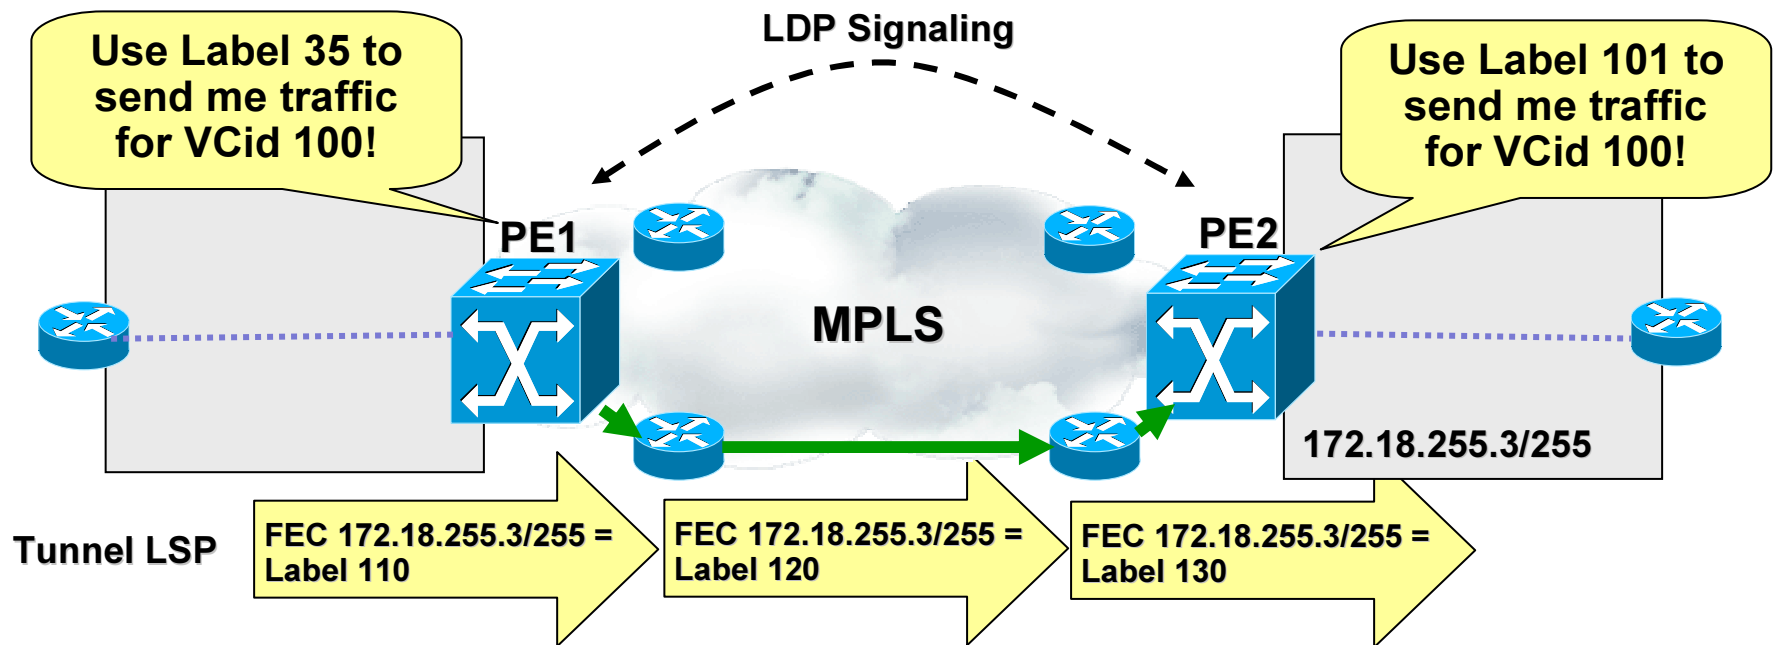 LDP Signaling
Use Label 35 to
send me traffic
for VCid 100!
Use Label 101 to
send me traffic
for VCid 100!
PE1
PE2
MPLS
172.18.255.3/255
Tunnel LSP
FEC 172.18.255.3/255 =
Label 110
FEC 172.18.255.3/255 =
Label 120
FEC 172.18.255.3/255 =
Label 130